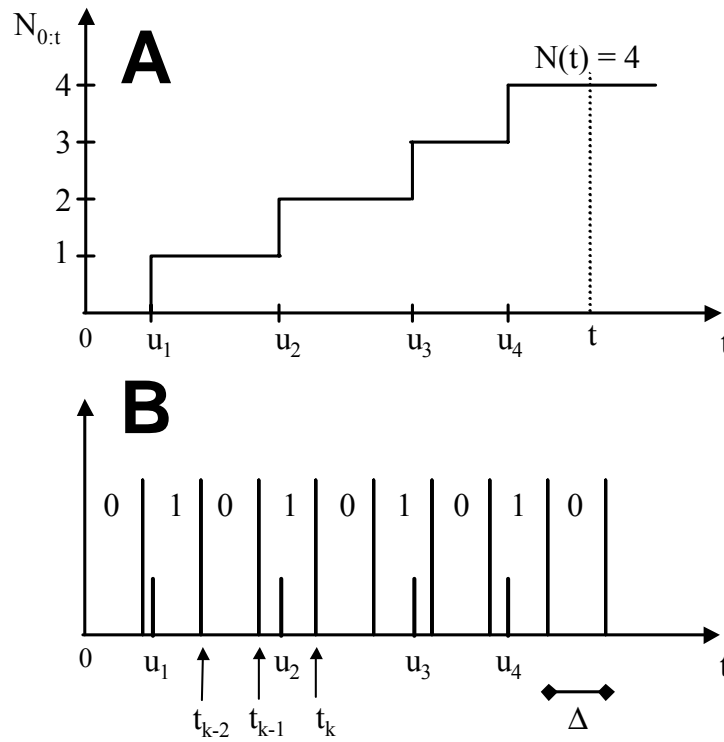 N0:t
A
N(t) = 4
4
3
2
1
0 u1 u2 u3 u4 t t
B
0 1 0 1 0 1 0 1 0
0 u1 u2 u3 u4 t
tk-2 tk-1 tk Δ